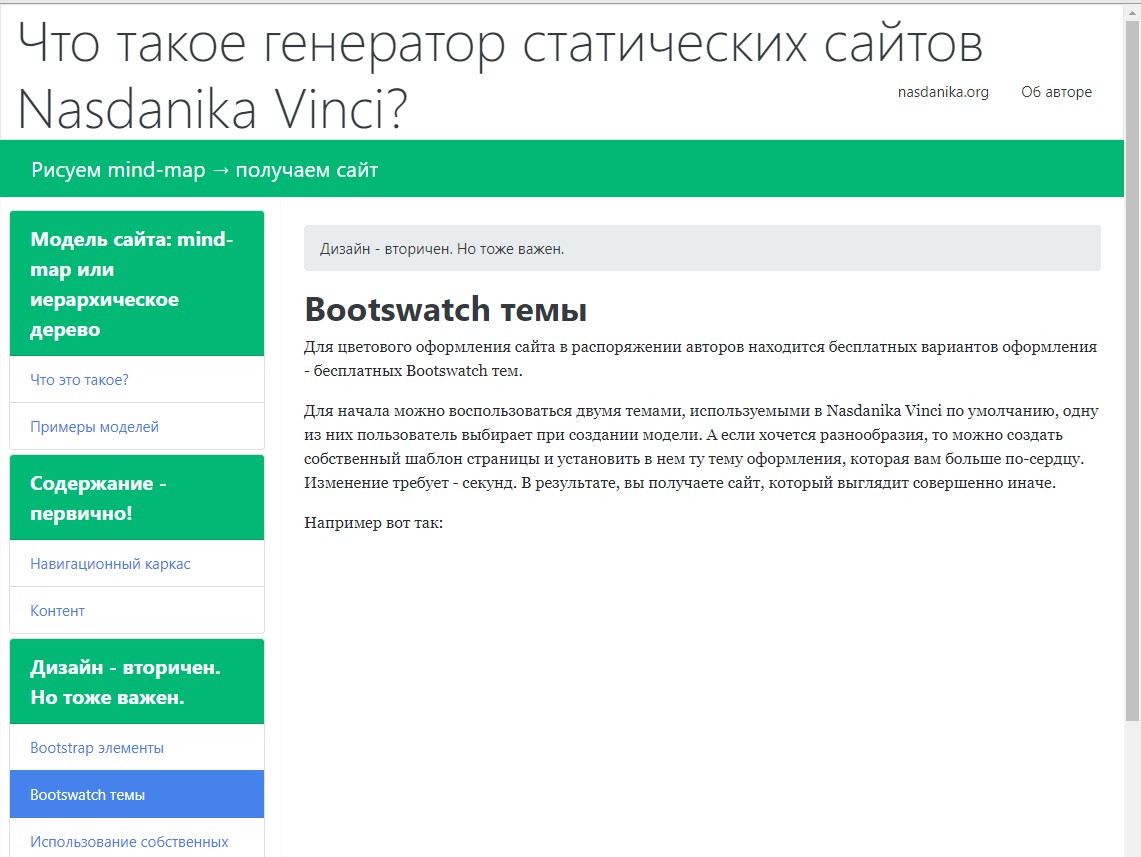 Что такое генератор статических сайтов
Nasdanika Vinci?
nasdanika.org
Об авторе
Рисуем mind-map → получаем сайт
Модель сайта: mind-
map или
иерархическое
дерево
Что это такое?
Примеры моделей
Содержание -
первично!
Навигационный каркас
Контент
Дизайн - вторичен.
Но тоже важен.
Bootstrap элементы
Bootswatch темы
Использование собственных
Дизайн - вторичен. Но тоже важен.
Bootswatch темы
Для цветового оформления сайта в распоряжении авторов находится бесплатных вариантов оформления
- бесплатных Bootswatch тем.
Для начала можно воспользоваться двумя темами, используемыми в Nasdanika Vinci по умолчанию, одну
из них пользователь выбирает при создании модели. А если хочется разнообразия, то можно создать
собственный шаблон страницы и установить в нем ту тему оформления, которая вам больше по-сердцу.
Изменение требует - секунд. В результате, вы получаете сайт, который выглядит совершенно иначе.
Например вот так: